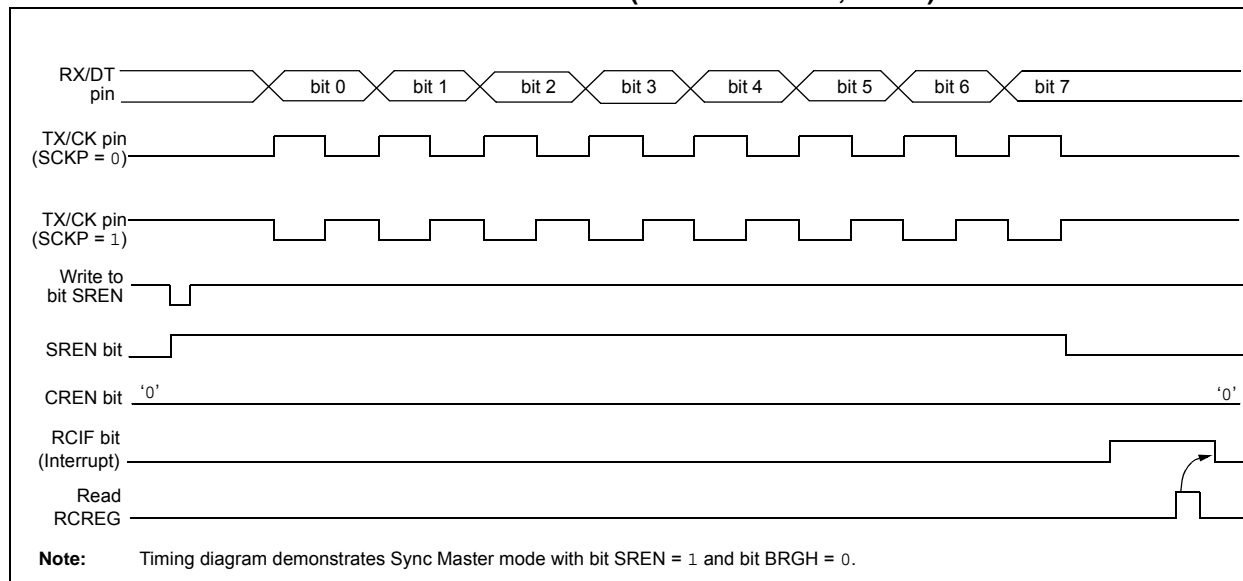 RX/DT
pin
bit 0 bit 1 bit 2 bit 3 bit 4 bit 5 bit 6 bit 7
TX/CK pin
(SCKP = 0)
TX/CK pin
(SCKP = 1)
Write to
bit SREN
SREN bit
CREN bit '0' '0'
RCIF bit
(Interrupt)
Read
RCREG
Note: Timing diagram demonstrates Sync Master mode with bit SREN = 1 and bit BRGH = 0.